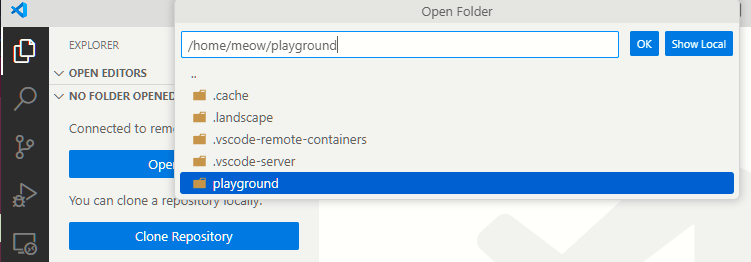 Open Folder
/home/meow/playground
OK
Show Local
..
.cache
.landscape
.vscode-remote-containers
.vscode-server
playground
EXPLORER
OPEN EDITORS
NO FOLDER OPENED
Connected to remo
Open
You can clone a repository locally.
Clone Repository